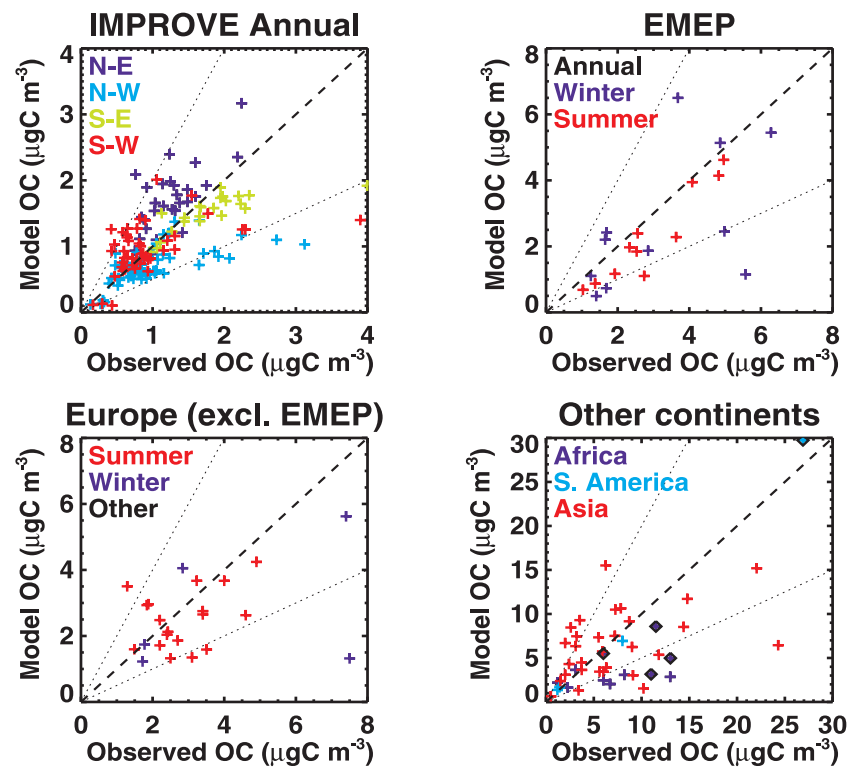 IMPROVE Annual
4
3
2
1
0
Model OC (μgC m-3)
N-E
N-W
S-E
S-W
0 1 2 3 4
Observed OC (μgC m-3)
EMEP
8
6
4
2
0
Model OC (μgC m-3)
Annual
Winter
Summer
0 2 4 6 8
Observed OC (μgC m-3)
Europe (excl. EMEP)
8
6
4
2
0
Model OC (μgC m-3)
Summer
Winter
Other
0 2 4 6 8
Observed OC (μgC m-3)
Other continents
30
25
20
15
10
5
0
Model OC (μgC m-3)
Africa
S. America
Asia
0 5 10 15 20 25 30
Observed OC (μgC m-3)